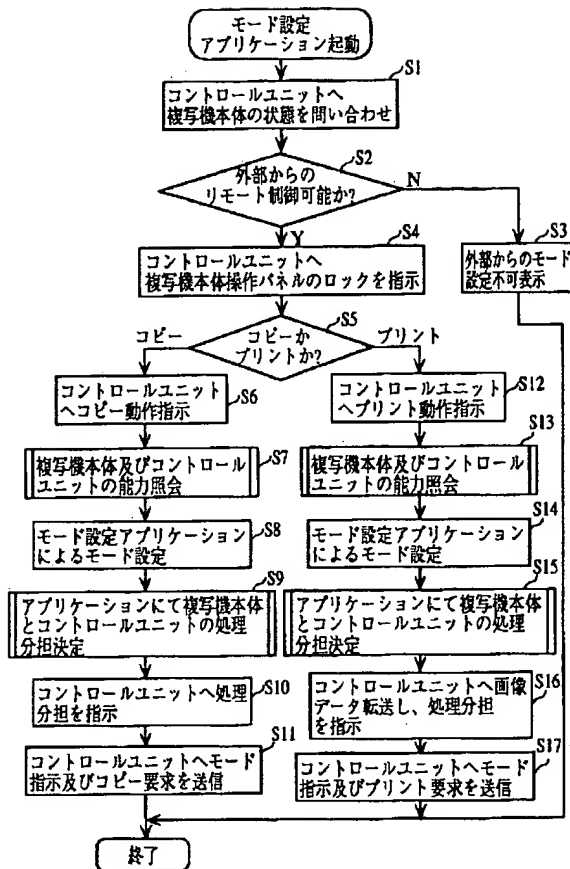 モード設定
アプリケーション起動
S1
コントロールユニットへ
複写機本体の状態を問い合わせ
S2
外部からの
リモート制御可能か?
N
Y
S3
外部からのモード
設定不可表示
S4
コントロールユニットへ
複写機本体操作パネルのロックを指示
S5
コピーか
プリントか?
コピー
プリント
S6
コントロールユニット
へコピー動作指示
S7
複写機本体及びコントロール
ユニットの能力照会
S8
モード設定アプリケーション
によるモード設定
S9
アプリケーションにて複写機本体
とコントロールユニットの処理
分担決定
S10
コントロールユニットへ処理
分担を指示
S11
コントロールユニットへモード
指示及びコピー要求を送信
S12
コントロールユニット
へプリント動作指示
S13
複写機本体及びコントロール
ユニットの能力照会
S14
モード設定アプリケーション
によるモード設定
S15
アプリケーションにて複写機本体
とコントロールユニットの処理
分担決定
S16
コントロールユニットへ画像
データ転送し、処理分担
を指示
S17
コントロールユニットへモード
指示及びプリント要求を送信
終了